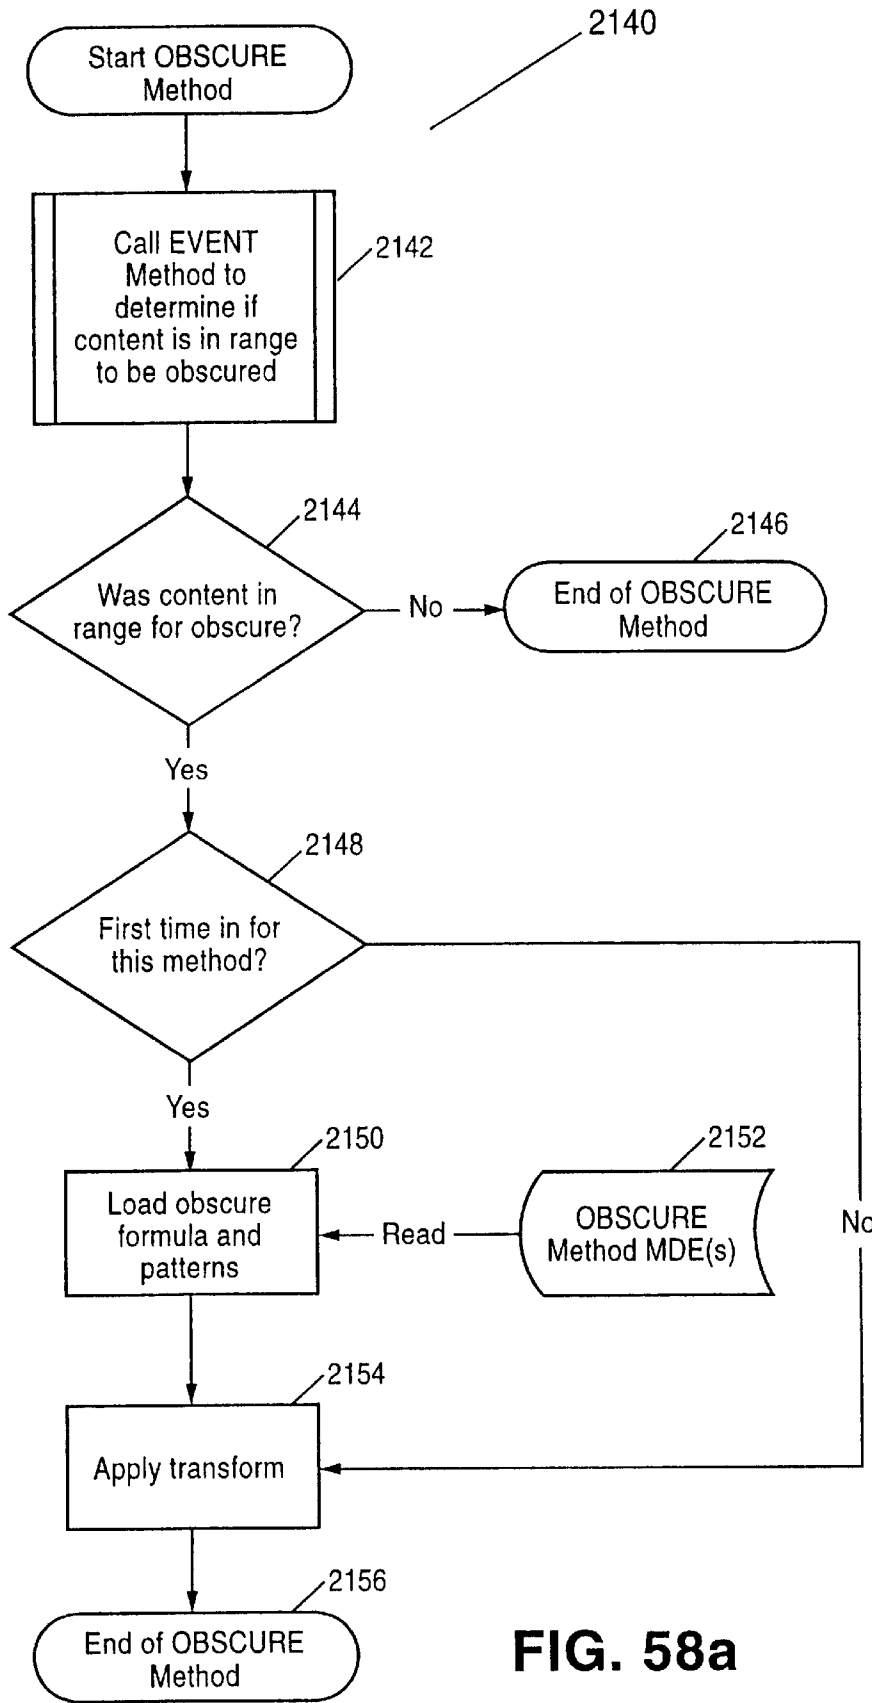 2140
Start OBSCURE
Method
Call EVENT
Method to
determine if
content is in range
to be obscured
2142
2144
Was content in
range for obscure?
No
2146
End of OBSCURE
Method
Yes
2148
First time in for
this method?
Yes
No
2150
Load obscure
formula and
patterns
Read
2152
OBSCURE
Method MDE(s)
2154
Apply transform
2156
End of OBSCURE
Method
FIG. 58a